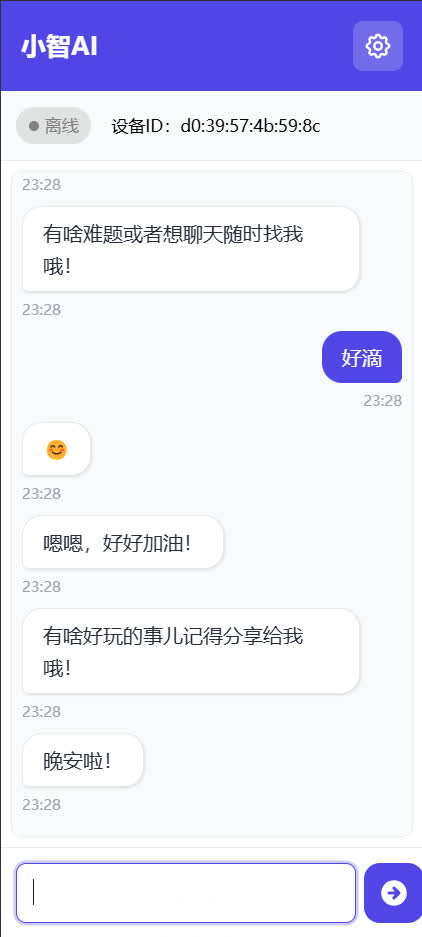 小智AI
离线 设备ID：d0:39:57:4b:59:8c
23:28
有啥难题或者想聊天随时找我
哦！
23:28
好滴
23:28
😊
23:28
嗯嗯，好好加油！
23:28
有啥好玩的事儿记得分享给我
哦！
23:28
晚安啦！
23:28